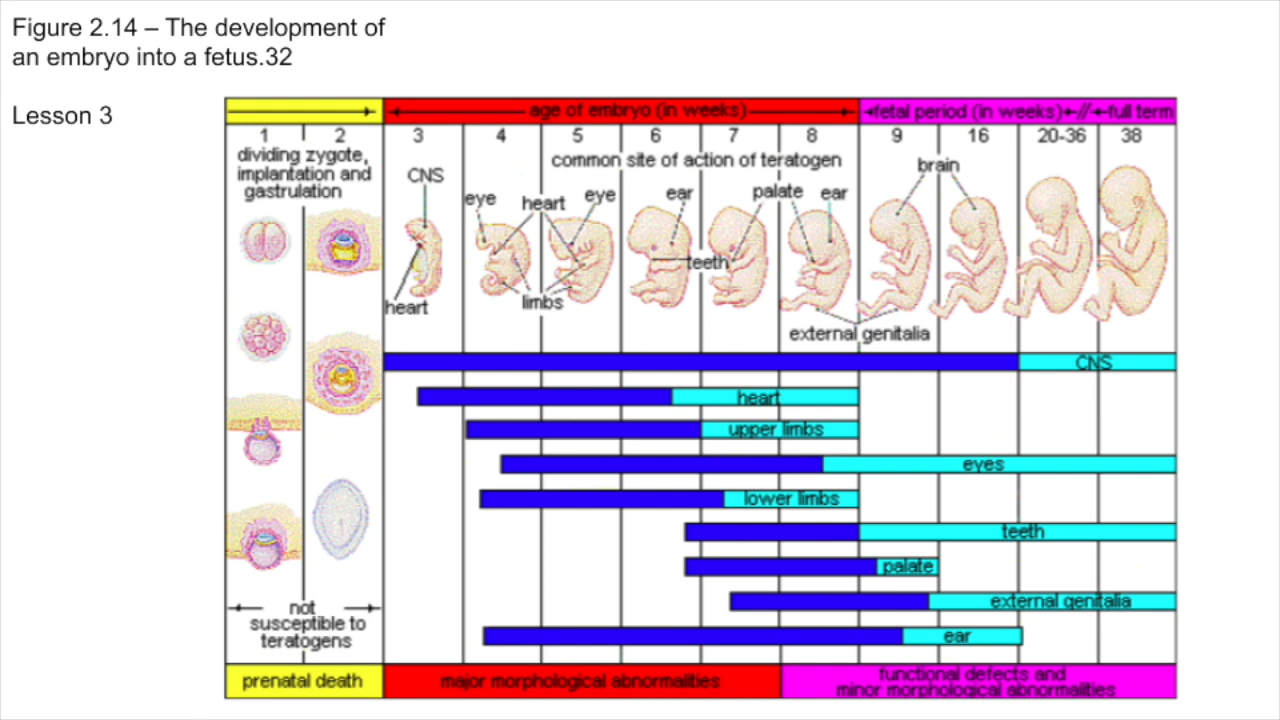 Figure 2.14 – The development of
an embryo into a fetus.32
Lesson 3
age of embryo (in weeks)
fetal period (in weeks)
full term
1 2 3 4 5 6 7 8 9 16 20-36 38
dividing zygote,
implantation and
gastrulation
common site of action of teratogen
CNS
eye
heart
eye
ear
palate
ear
brain
teeth
heart
limbs
external genitalia
CNS
heart
upper limbs
eyes
lower limbs
teeth
palate
external genitalia
ear
not
susceptible to
teratogens
prenatal death
major morphological abnormalities
functional defects and
minor morphological abnormalities